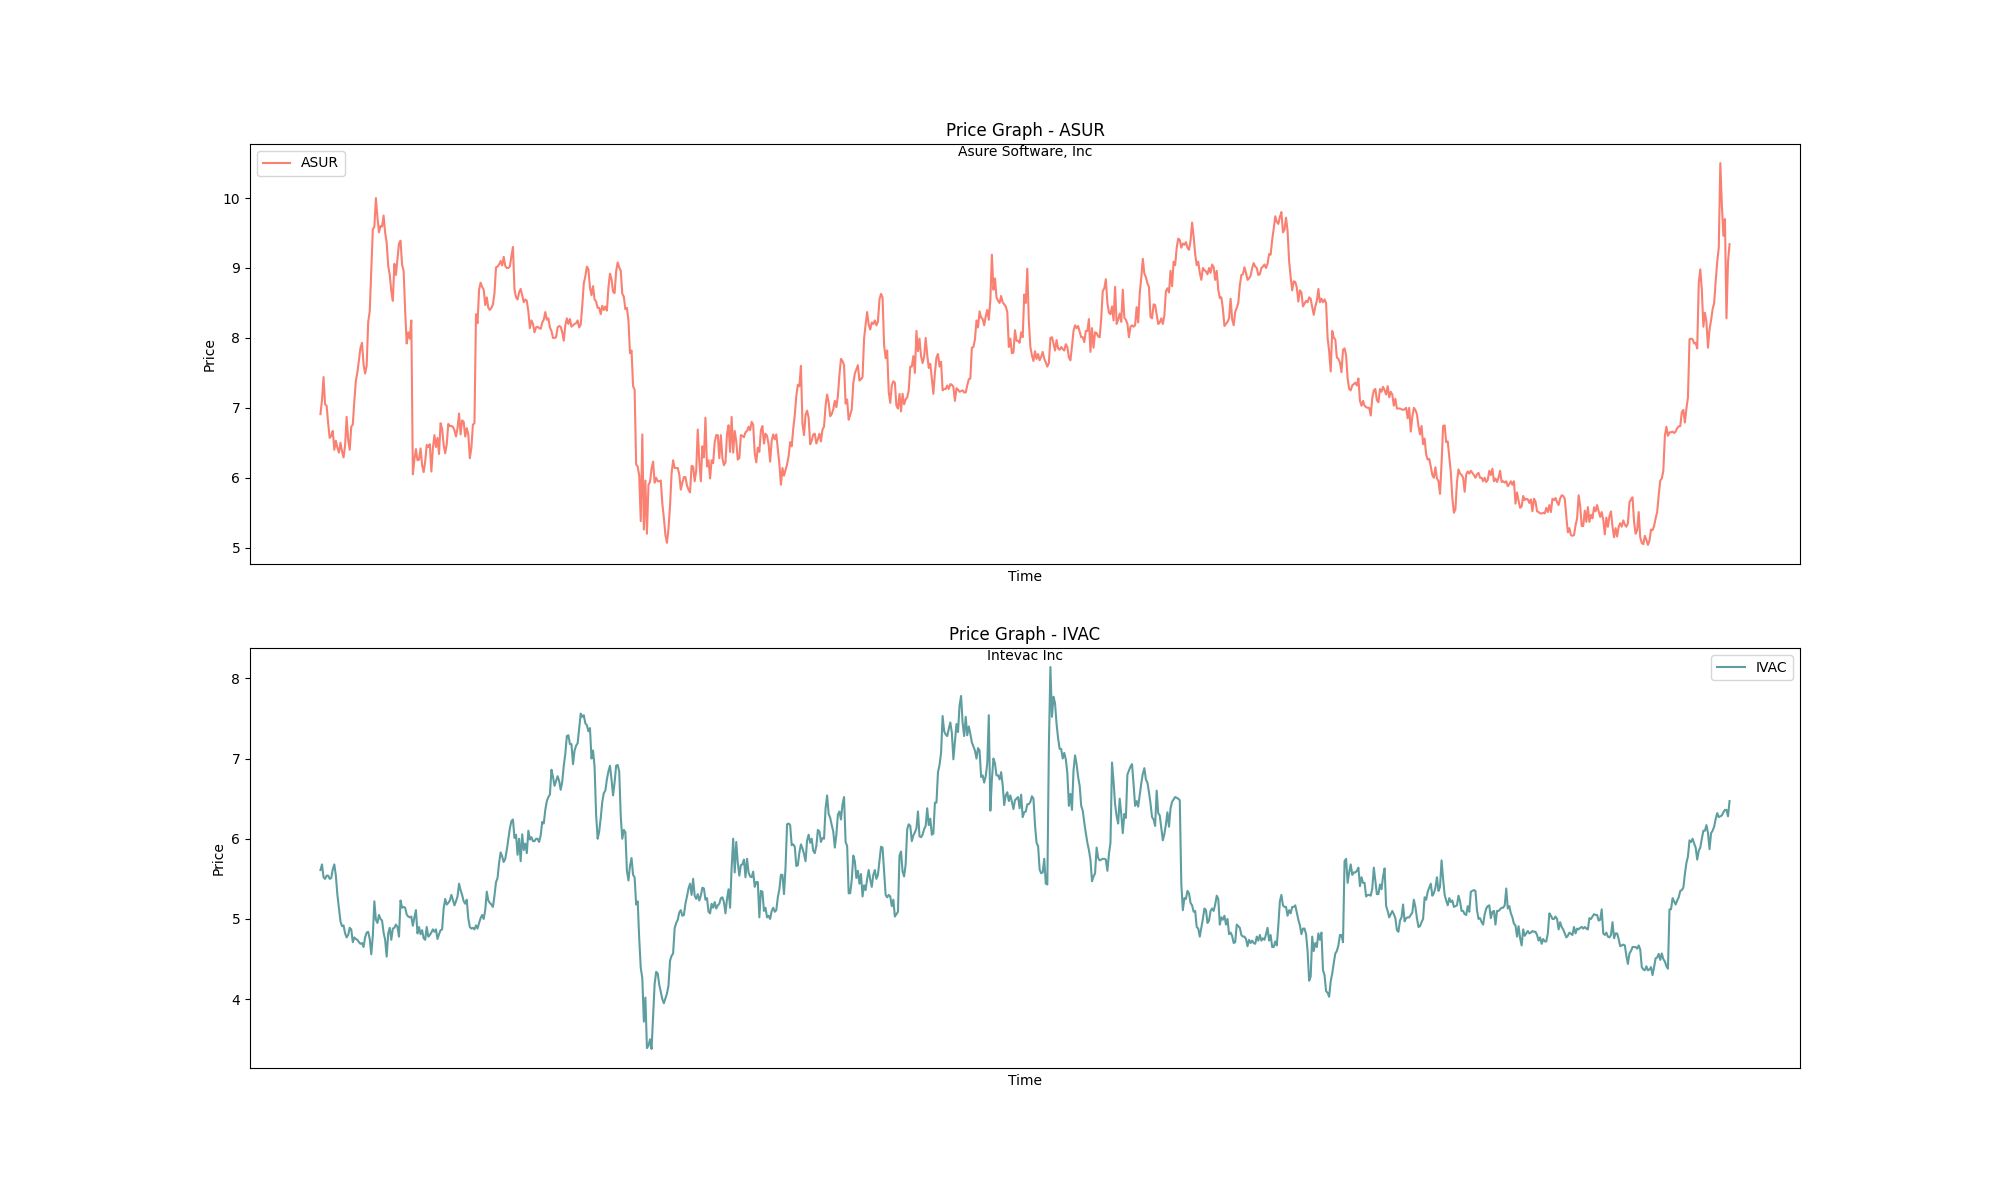 Price Graph - ASUR
Asure Software, Inc
ASUR
10
9
8
7
6
5
Price
Time
Price Graph - IVAC
Intevac Inc
IVAC
8
7
6
5
4
Price
Time